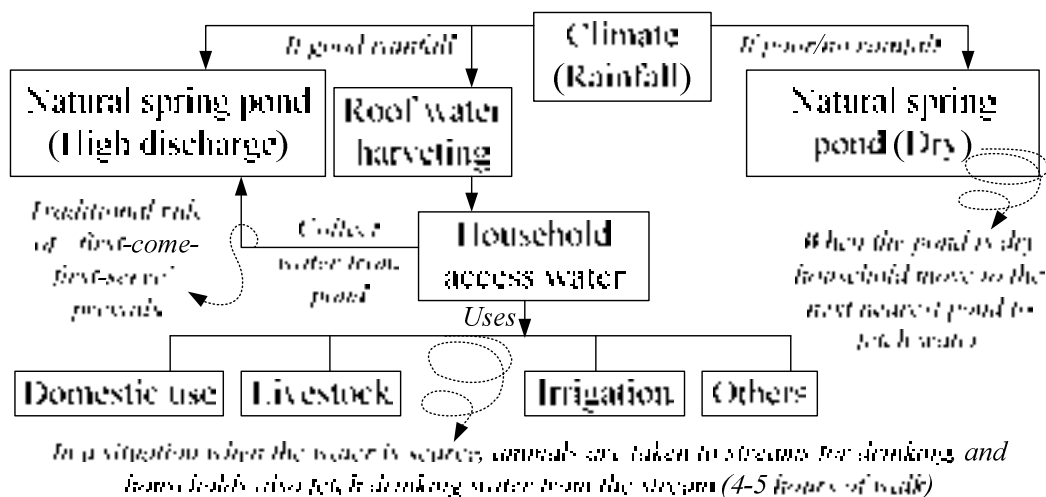 If good rainfall
Climate
(Rainfall)
If poor/no rainfall
Natural spring pond
(High discharge)
Roof water
harveting
Natural spring
pond (Dry)
Traditional rule
of first-come-
first-serve'
prevails
Collect
water from
pond
Household
access water
When the pond is dry
household move to the
next nearest pond to
fetch water
Uses
Domestic use
Livestock
Irrigation
Others
In a situation when the water is scarce, animals are taken to streams for drinking and
households also fetch drinking water from the stream (4-5 hours of walk)